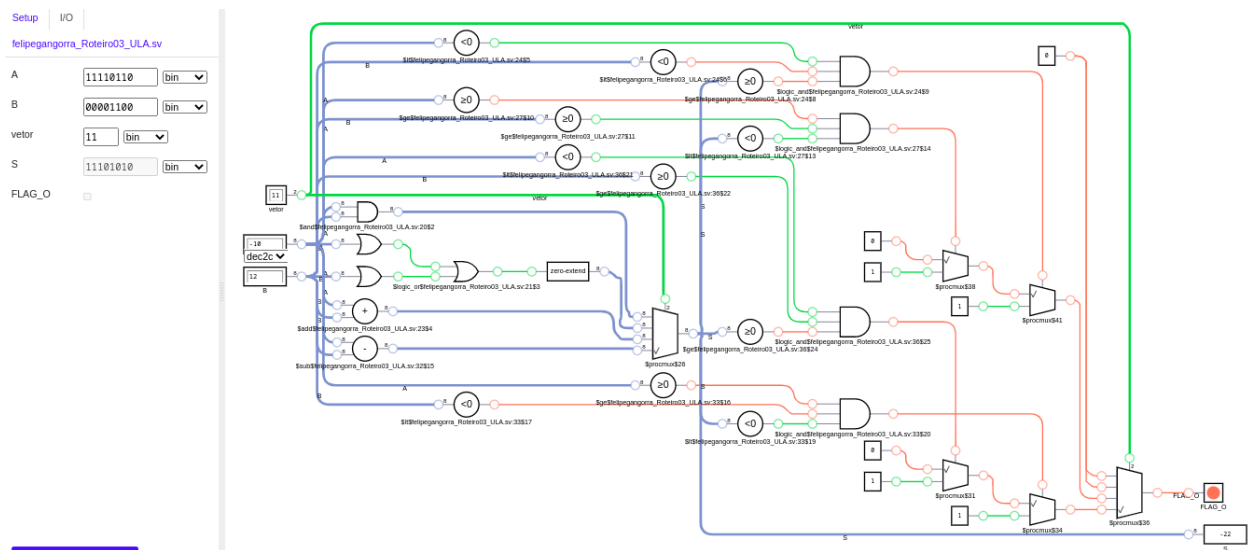 Setup
I/O
felipegangorra_Roteiro03_ULA.sv
A
11110110
bin
B
00001100
bin
vetor
11
bin
S
11101010
bin
FLAG_O
vetor
<0
$lt$felipegangorra_Roteiro03_ULA.sv:24$5
B
<0
≥0
$ge$felipegangorra_Roteiro03_ULA.sv:24$8
$logic_and$felipegangorra_Roteiro03_ULA.sv:24$9
0
A
≥0
$ge$felipegangorra_Roteiro03_ULA.sv:27$10
B
A
≥0
$ge$felipegangorra_Roteiro03_ULA.sv:27$11
<0
$lt$felipegangorra_Roteiro03_ULA.sv:27$13
$logic_and$felipegangorra_Roteiro03_ULA.sv:27$14
A
<0
$lt$felipegangorra_Roteiro03_ULA.sv:36$21
B
≥0
$ge$felipegangorra_Roteiro03_ULA.sv:36$22
11
vetor
vetor
S
$and$felipegangorra_Roteiro03_ULA.sv:20$2
S
-10
dec2c
12
B
$logic_or$felipegangorra_Roteiro03_ULA.sv:21$3
zero-extend
0
1
$procmux$38
1
$procmux$41
+
$add$felipegangorra_Roteiro03_ULA.sv:23$4
-
$sub$felipegangorra_Roteiro03_ULA.sv:32$15
$procmux$26
S
≥0
$ge$felipegangorra_Roteiro03_ULA.sv:36$24
$logic_and$felipegangorra_Roteiro03_ULA.sv:36$25
A
≥0
$ge$felipegangorra_Roteiro03_ULA.sv:33$16
S
B
<0
$lt$felipegangorra_Roteiro03_ULA.sv:33$17
<0
$lt$felipegangorra_Roteiro03_ULA.sv:33$19
$logic_and$felipegangorra_Roteiro03_ULA.sv:33$20
0
1
$procmux$31
1
$procmux$34
$procmux$36
FLAG_O
FLAG_O
S
-22